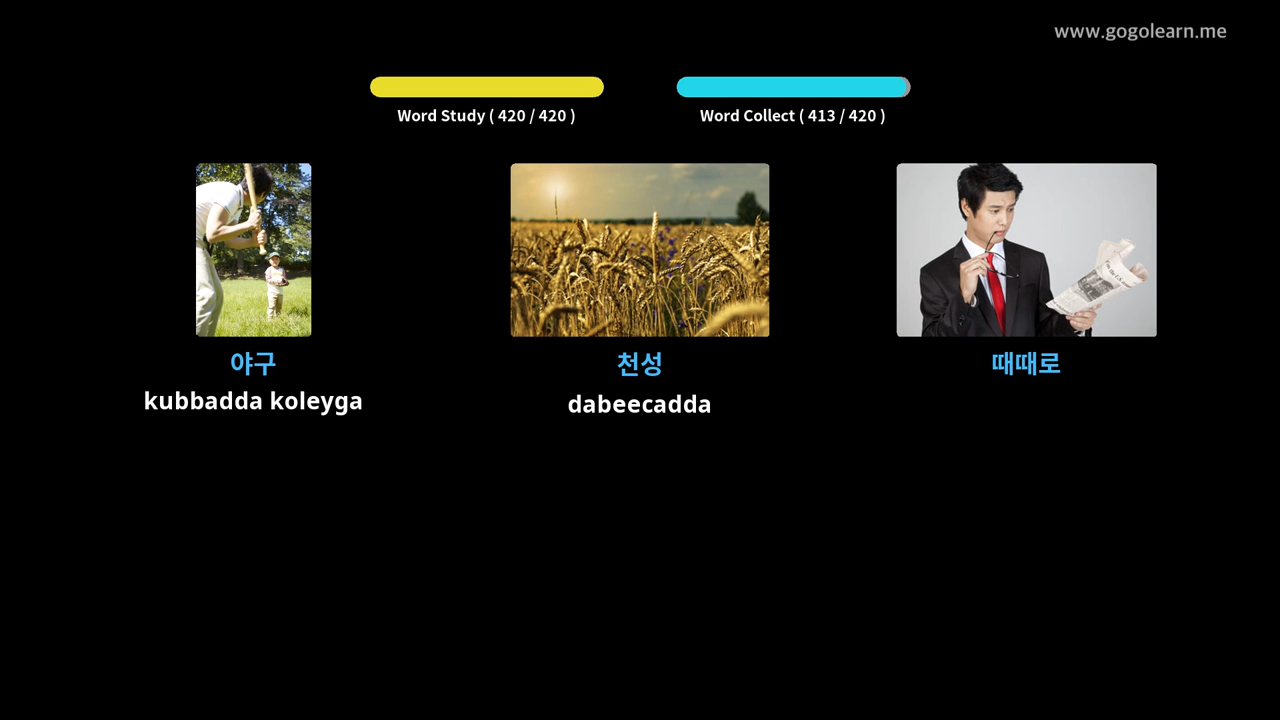 www.gogolearn.me
Word Study ( 420 / 420 )
Word Collect ( 413 / 420 )
야구
천성
때때로
kubbadda koleyga
dabeecadda